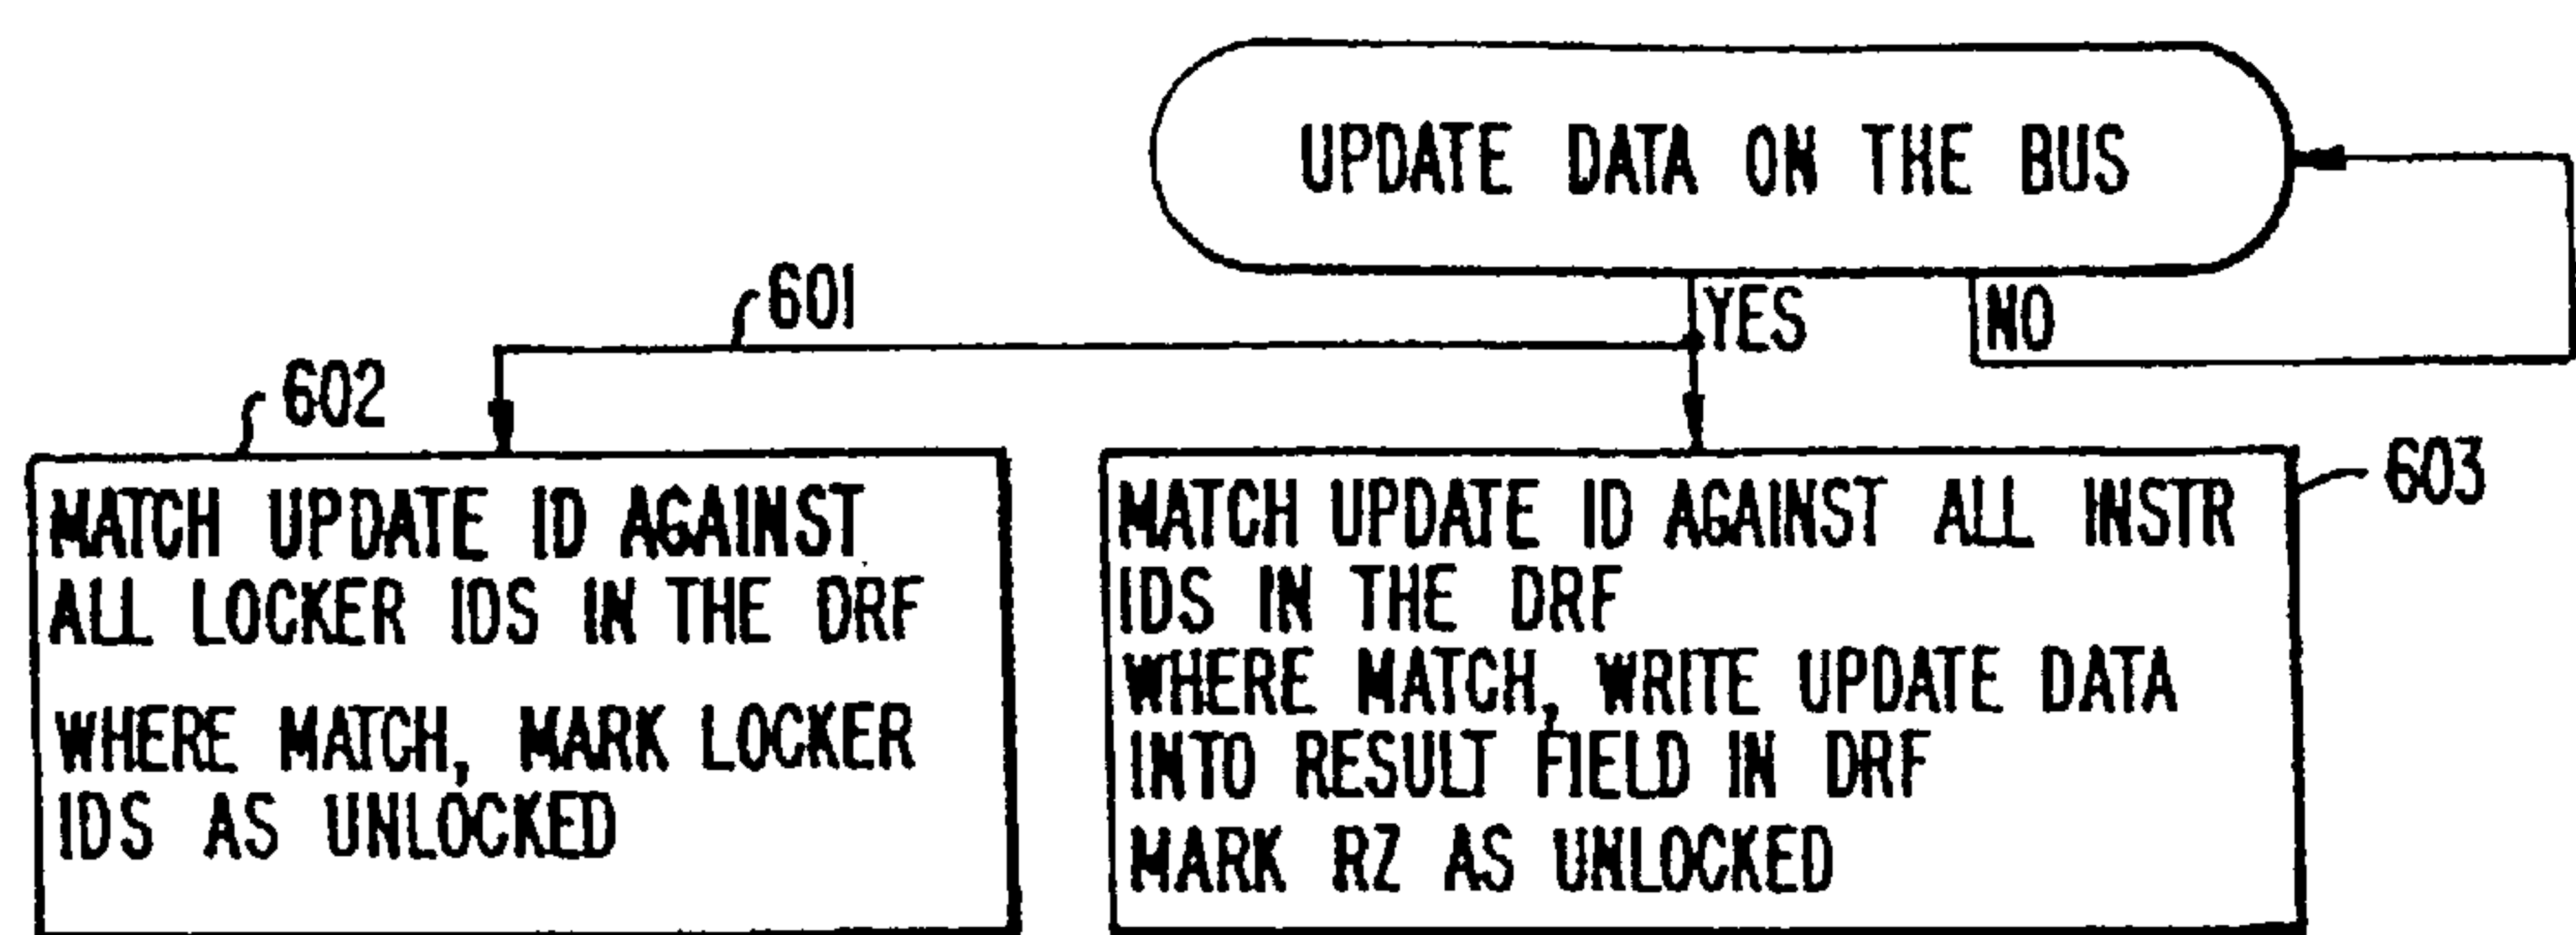 UPDATE DATA ON THE BUS
601
YES
NO
602
MATCH UPDATE ID AGAINST
ALL LOCKER IDS IN THE DRF
WHERE MATCH, MARK LOCKER
IDS AS UNLOCKED
603
MATCH UPDATE ID AGAINST ALL INSTR
IDS IN THE DRF
WHERE MATCH, WRITE UPDATE DATA
INTO RESULT FIELD IN DRF
MARK RZ AS UNLOCKED